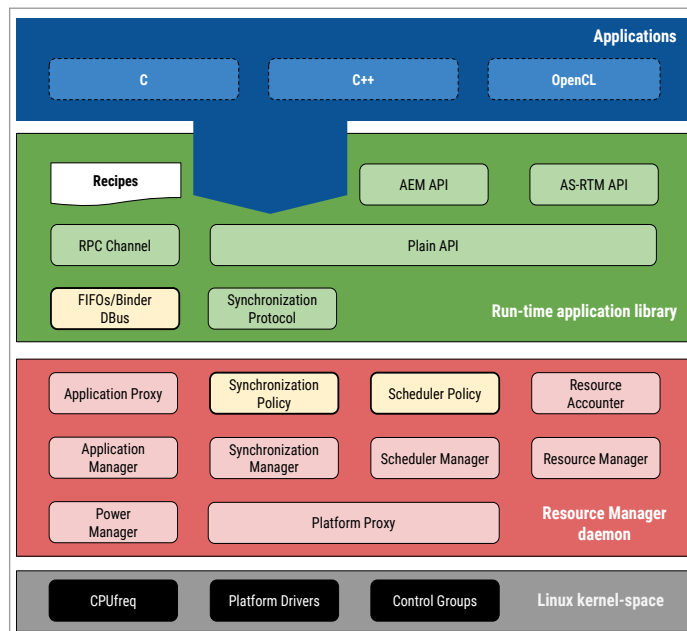 Applications
C
C++
OpenCL
Recipes
AEM API
AS-RTM API
RPC Channel
Plain API
FIFOs/Binder
DBus
Synchronization
Protocol
Run-time application library
Application Proxy
Synchronization
Policy
Scheduler Policy
Resource
Accounter
Application
Manager
Synchronization
Manager
Scheduler Manager
Resource Manager
Power
Manager
Platform Proxy
Resource Manager
daemon
CPUfreq
Platform Drivers
Control Groups
Linux kernel-space